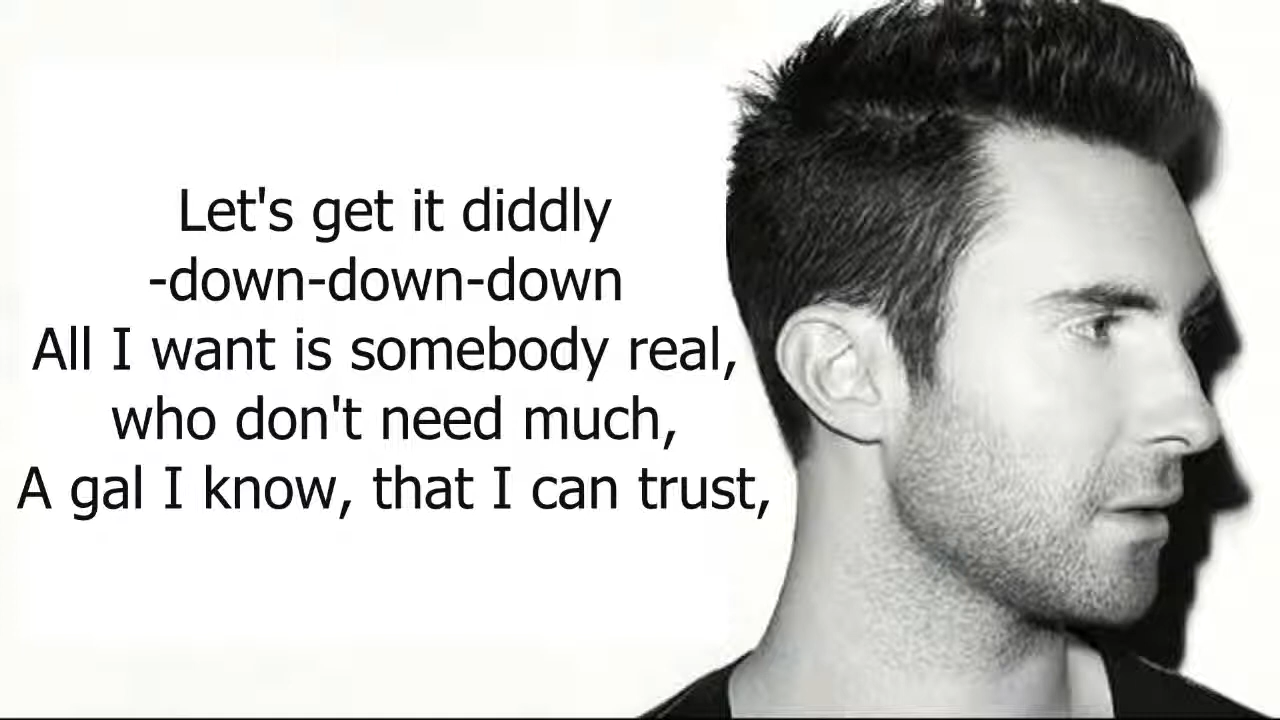 Let's get it diddly
-down-down-down
All I want is somebody real,
who don't need much,
A gal I know, that I can trust,